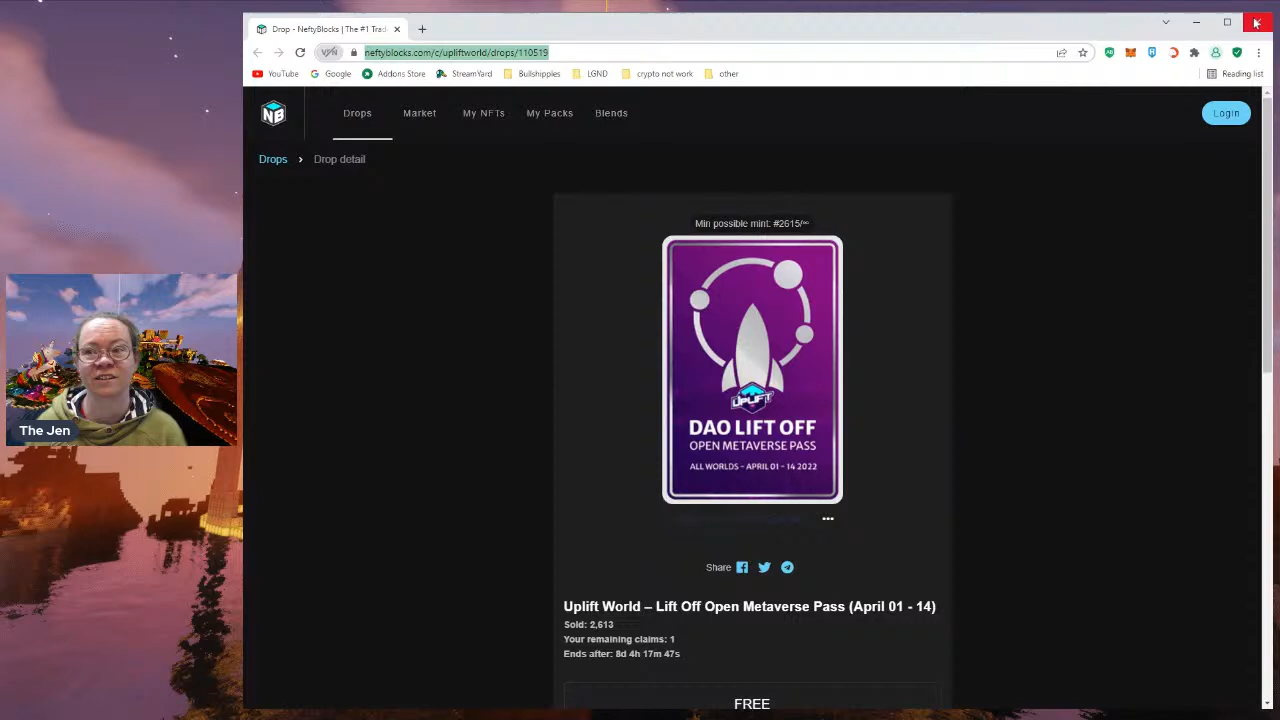 Drop - NeftyBlocks | The #1 Trad
neftyblocks.com/c/upliftworld/drops/110519
YouTube Google Addons Store StreamYard Bullshipples LGND crypto not work other Reading list
NB Drops Market My NFTs My Packs Blends Login
Drops > Drop detail
Min possible mint: #2615/∞
UPLIFT
DAO LIFT OFF
OPEN METAVERSE PASS
ALL WORLDS - APRIL 01 - 14 2022
The Jen
Share
Uplift World – Lift Off Open Metaverse Pass (April 01 - 14)
Sold: 2,613
Your remaining claims: 1
Ends after: 8d 4h 17m 47s
FREE